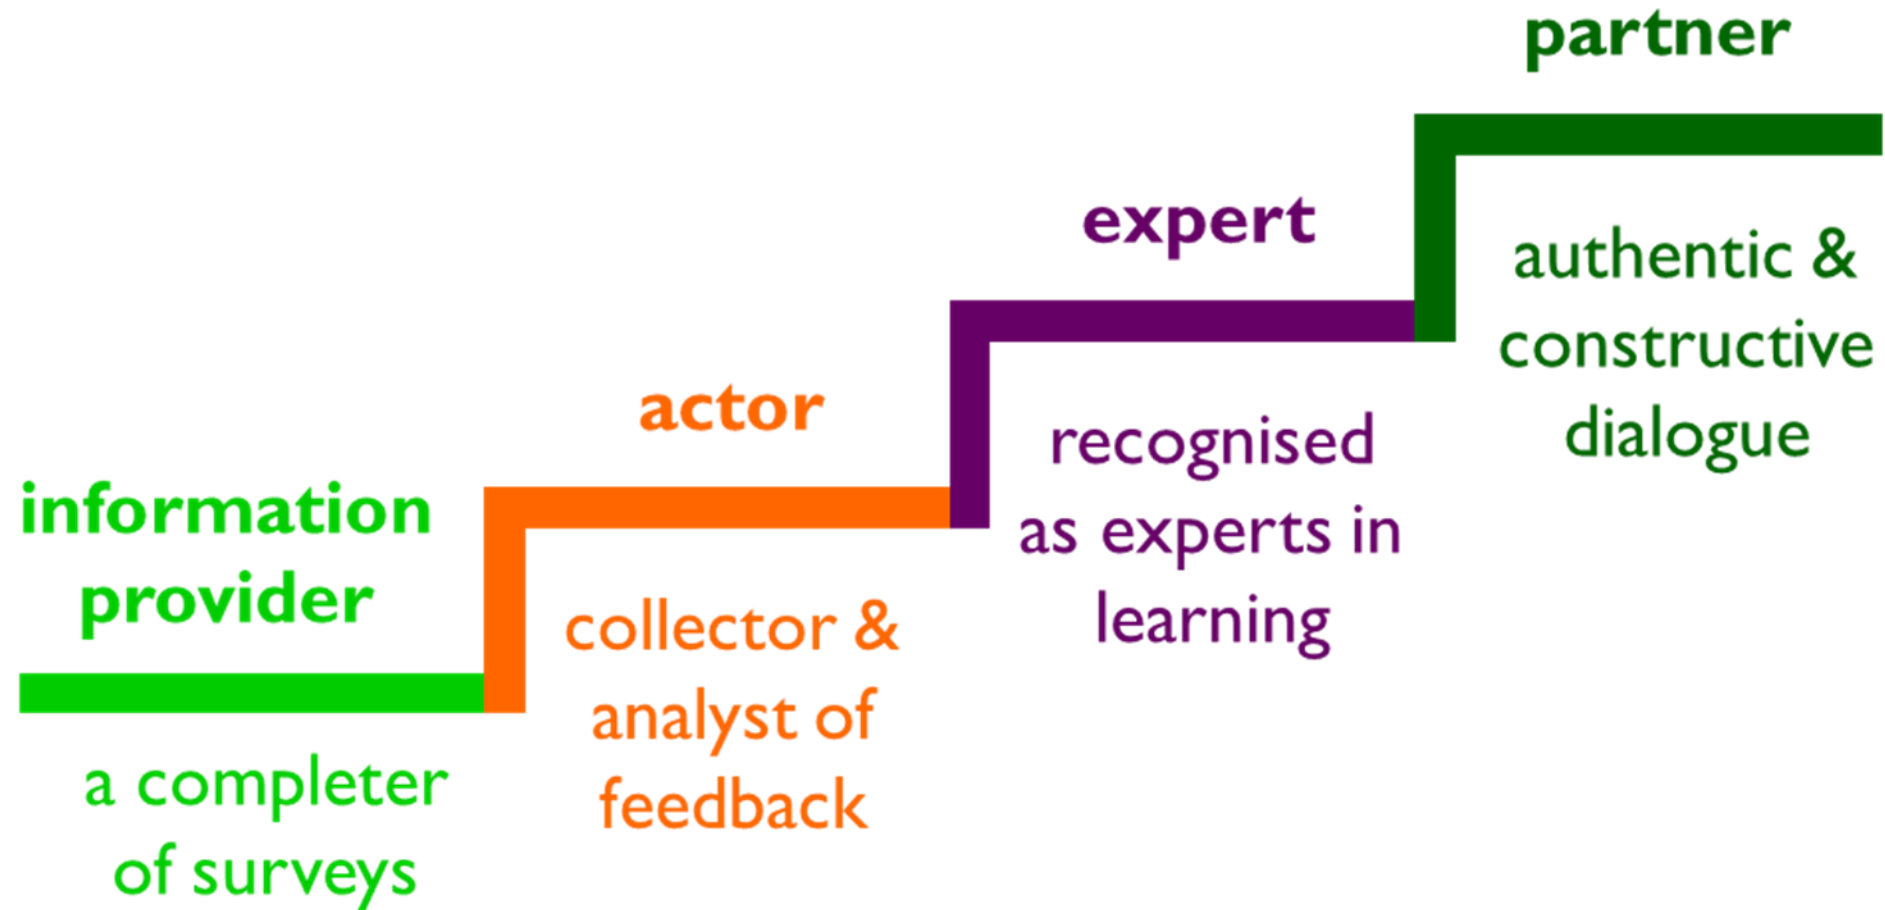 information
provider
a completer
of surveys
actor
collector &
analyst of
feedback
expert
recognised
as experts in
learning
partner
authentic &
constructive
dialogue